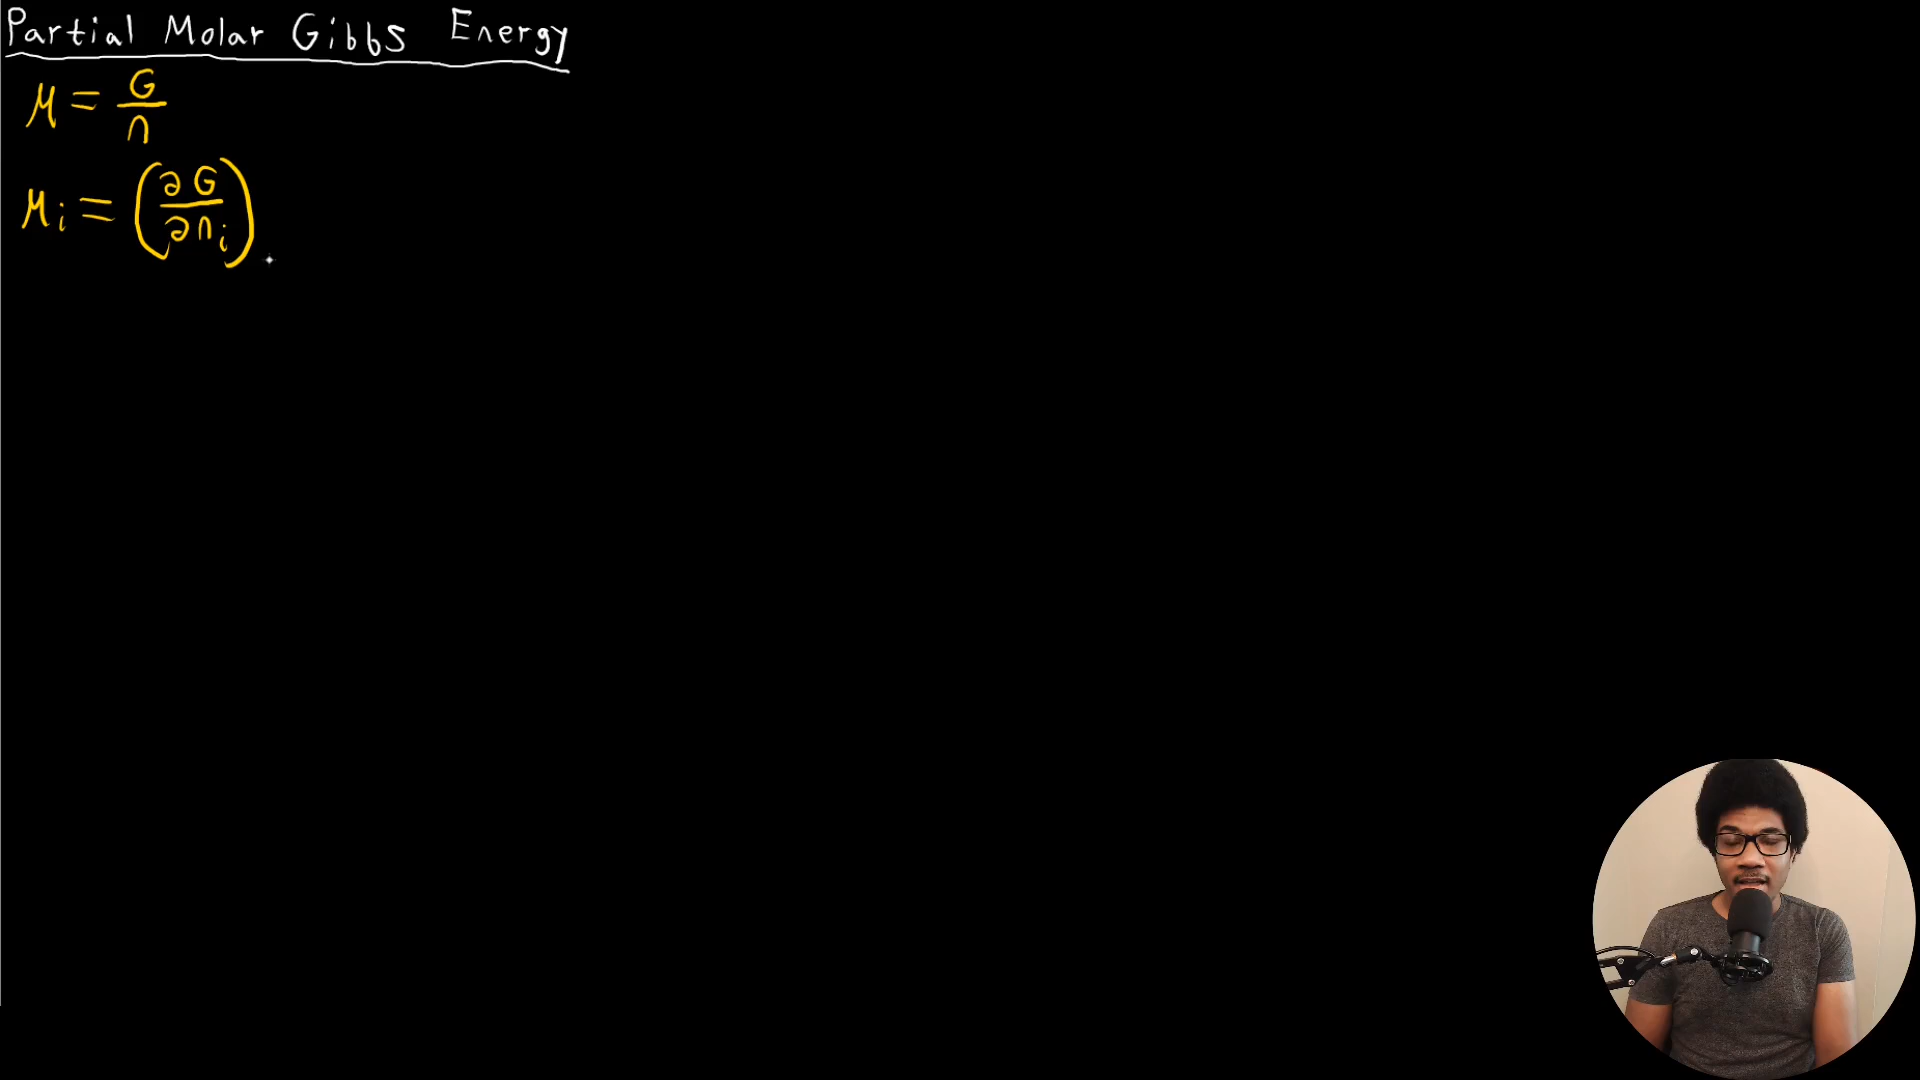 Partial Molar Gibbs Energy
μ = G/n
μi = (∂G/∂ni)